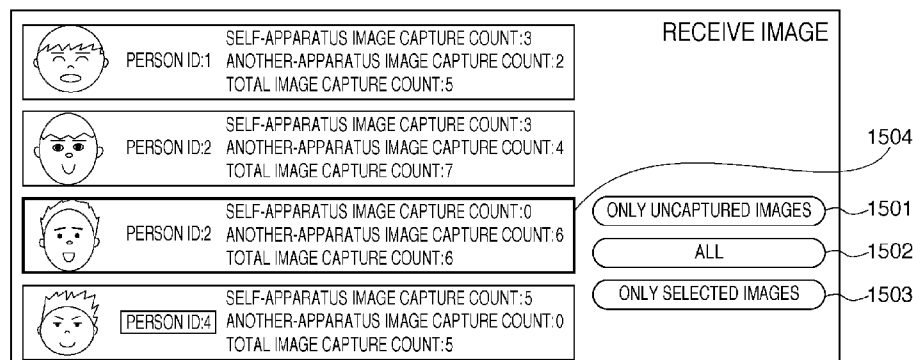 RECEIVE IMAGE
SELF-APPARATUS IMAGE CAPTURE COUNT:3
PERSON ID:1 ANOTHER-APPARATUS IMAGE CAPTURE COUNT:2
TOTAL IMAGE CAPTURE COUNT:5
SELF-APPARATUS IMAGE CAPTURE COUNT:3
PERSON ID:2 ANOTHER-APPARATUS IMAGE CAPTURE COUNT:4
TOTAL IMAGE CAPTURE COUNT:7
1504
SELF-APPARATUS IMAGE CAPTURE COUNT:0
PERSON ID:2 ANOTHER-APPARATUS IMAGE CAPTURE COUNT:6
TOTAL IMAGE CAPTURE COUNT:6
ONLY UNCAPTURED IMAGES 1501
ALL 1502
ONLY SELECTED IMAGES 1503
SELF-APPARATUS IMAGE CAPTURE COUNT:5
PERSON ID:4 ANOTHER-APPARATUS IMAGE CAPTURE COUNT:0
TOTAL IMAGE CAPTURE COUNT:5